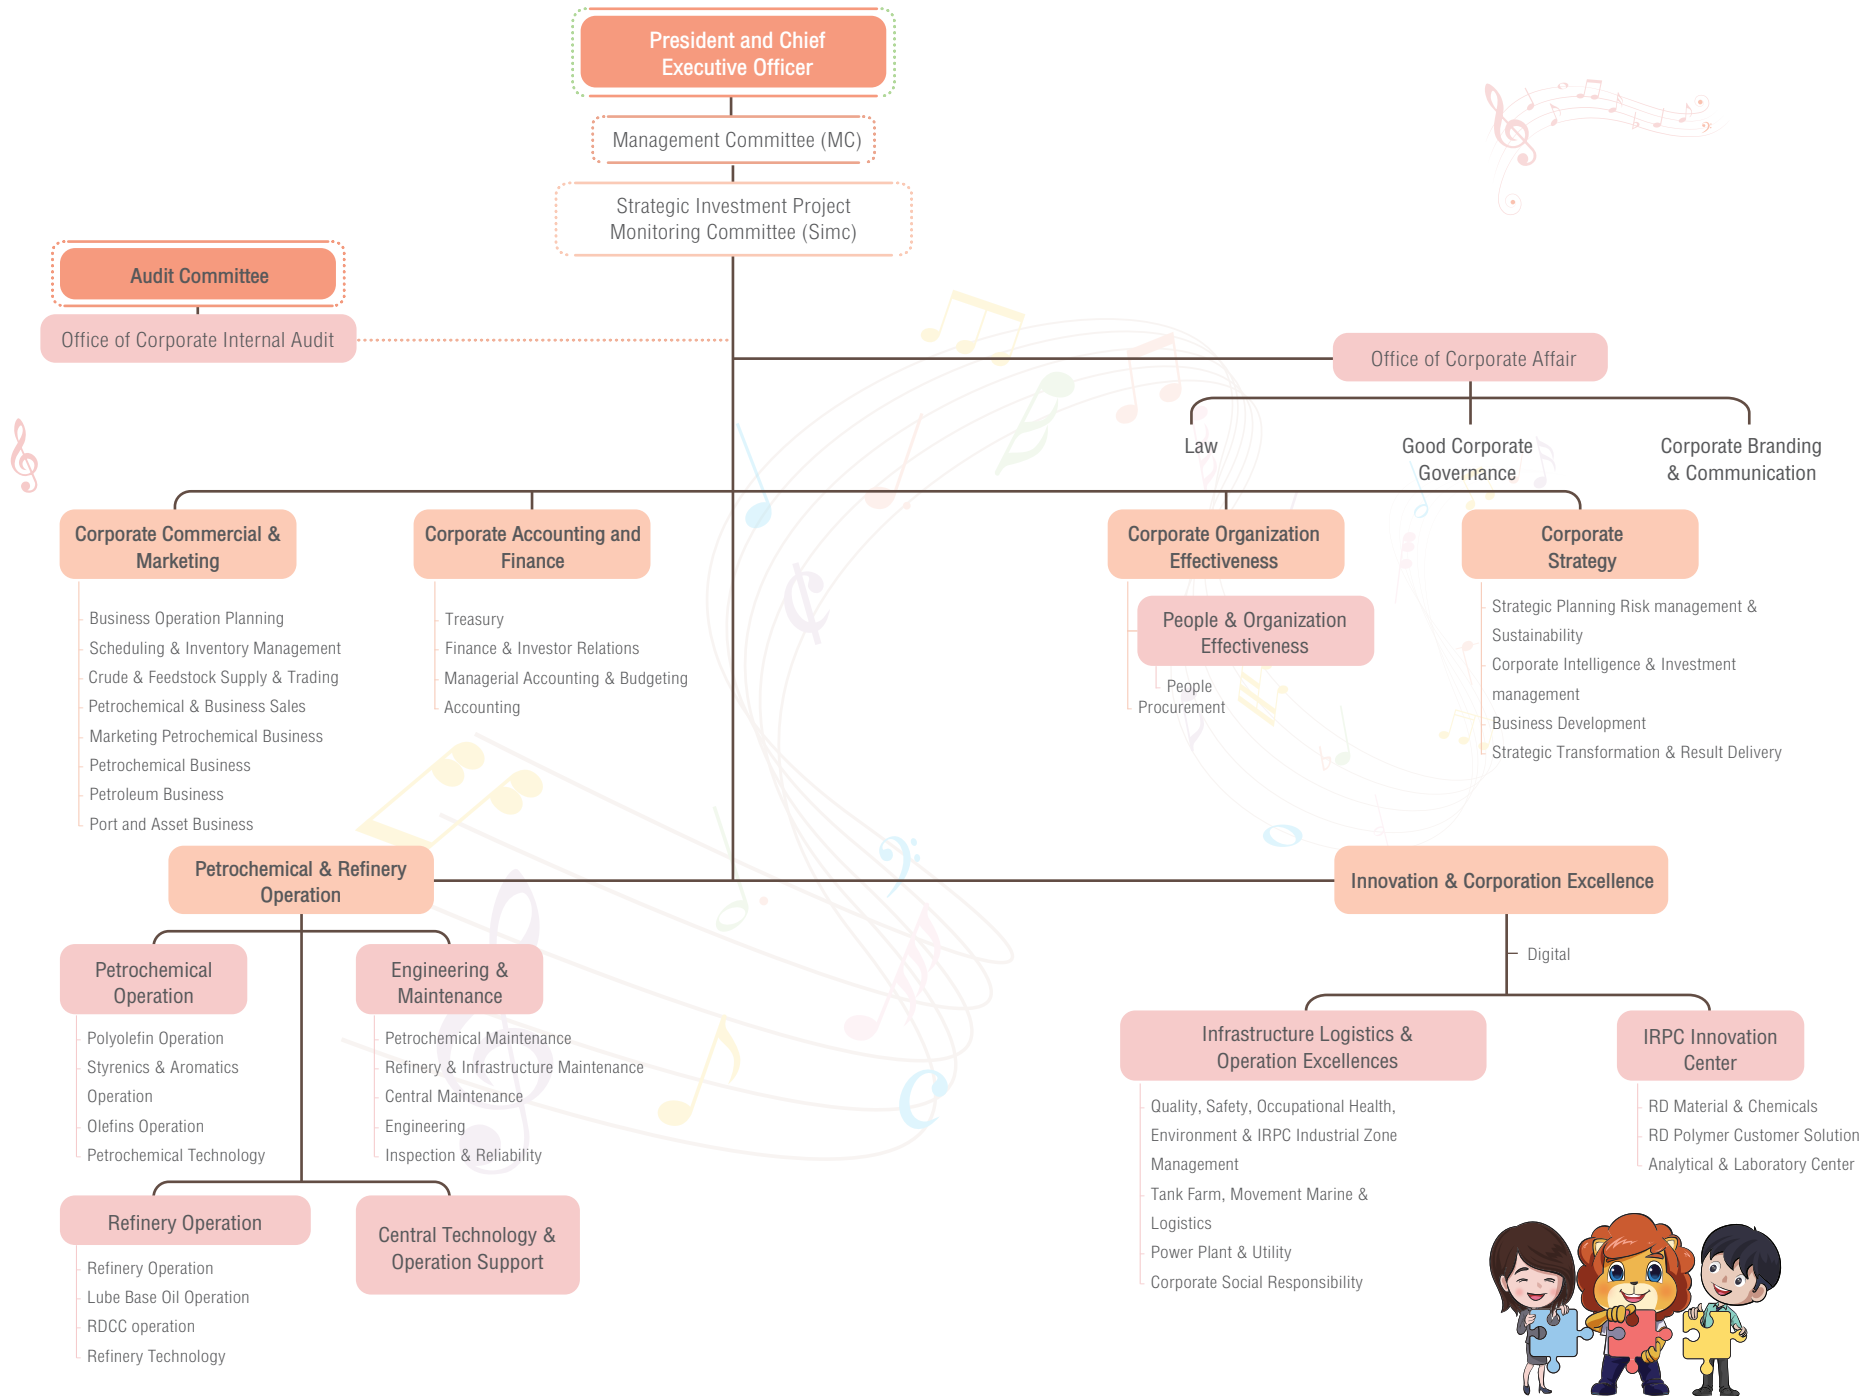 President and Chief
Executive Officer
Management Committee (MC)
Strategic Investment Project
Monitoring Committee (Simc)
Audit Committee
Office of Corporate Internal Audit
Office of Corporate Affair
Law
Good Corporate
Governance
Corporate Branding
& Communication
Corporate Commercial &
Marketing
Business Operation Planning
Scheduling & Inventory Management
Crude & Feedstock Supply & Trading
Petrochemical & Business Sales
Marketing Petrochemical Business
Petrochemical Business
Petroleum Business
Port and Asset Business
Corporate Accounting and
Finance
Treasury
Finance & Investor Relations
Managerial Accounting & Budgeting
Accounting
Corporate Organization
Effectiveness
People & Organization
Effectiveness
People
Procurement
Corporate
Strategy
Strategic Planning Risk management &
Sustainability
Corporate Intelligence & Investment
management
Business Development
Strategic Transformation & Result Delivery
Petrochemical & Refinery
Operation
Petrochemical
Operation
Polyolefin Operation
Styrenics & Aromatics
Operation
Olefins Operation
Petrochemical Technology
Engineering &
Maintenance
Petrochemical Maintenance
Refinery & Infrastructure Maintenance
Central Maintenance
Engineering
Inspection & Reliability
Refinery Operation
Refinery Operation
Lube Base Oil Operation
RDCC operation
Refinery Technology
Central Technology &
Operation Support
Innovation & Corporation Excellence
Digital
Infrastructure Logistics &
Operation Excellences
Quality, Safety, Occupational Health,
Environment & IRPC Industrial Zone
Management
Tank Farm, Movement Marine &
Logistics
Power Plant & Utility
Corporate Social Responsibility
IRPC Innovation
Center
RD Material & Chemicals
RD Polymer Customer Solution
Analytical & Laboratory Center